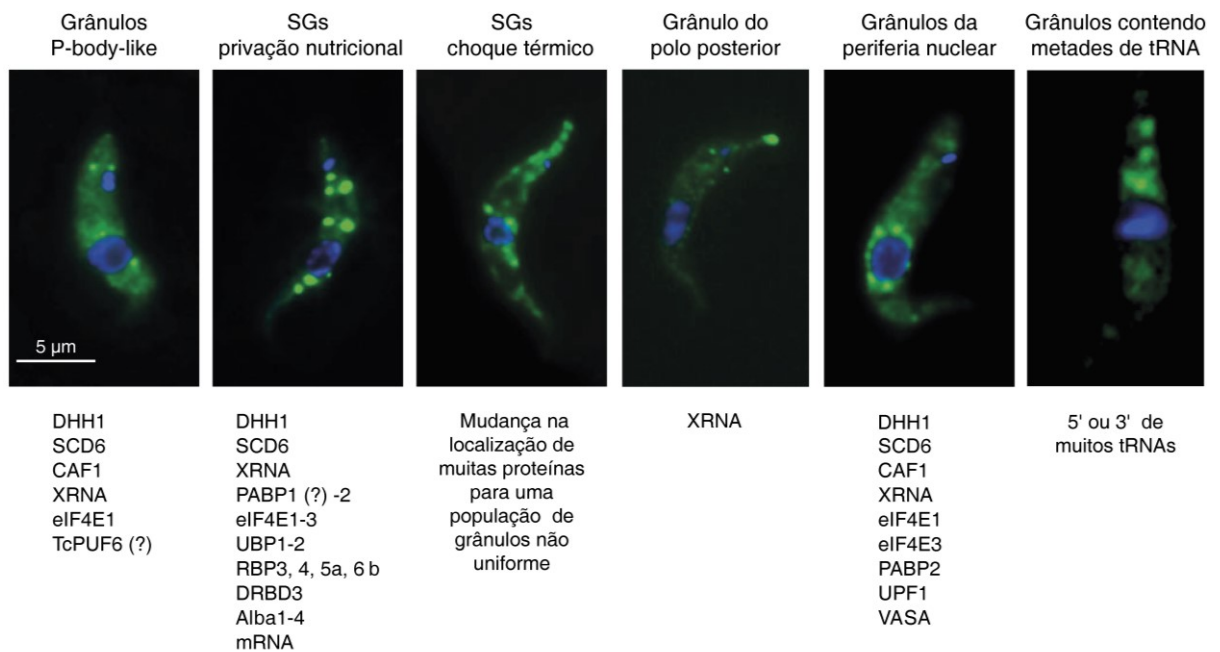 Grânulos
P-body-like
SGs
privação nutricional
SGs
choque térmico
Grânulo do
polo posterior
Grânulos da
periferia nuclear
Grânulos contendo
metades de tRNA
5 µm
DHH1
SCD6
CAF1
XRNA
eIF4E1
TcPUF6 (?)
DHH1
SCD6
XRNA
PABP1 (?) -2
eIF4E1-3
UBP1-2
RBP3, 4, 5a, 6 b
DRBD3
Alba1-4
mRNA
Mudança na
localização de
muitas proteínas
para uma
população de
grânulos não
uniforme
XRNA
DHH1
SCD6
CAF1
XRNA
eIF4E1
eIF4E3
PABP2
UPF1
VASA
5' ou 3' de
muitos tRNAs